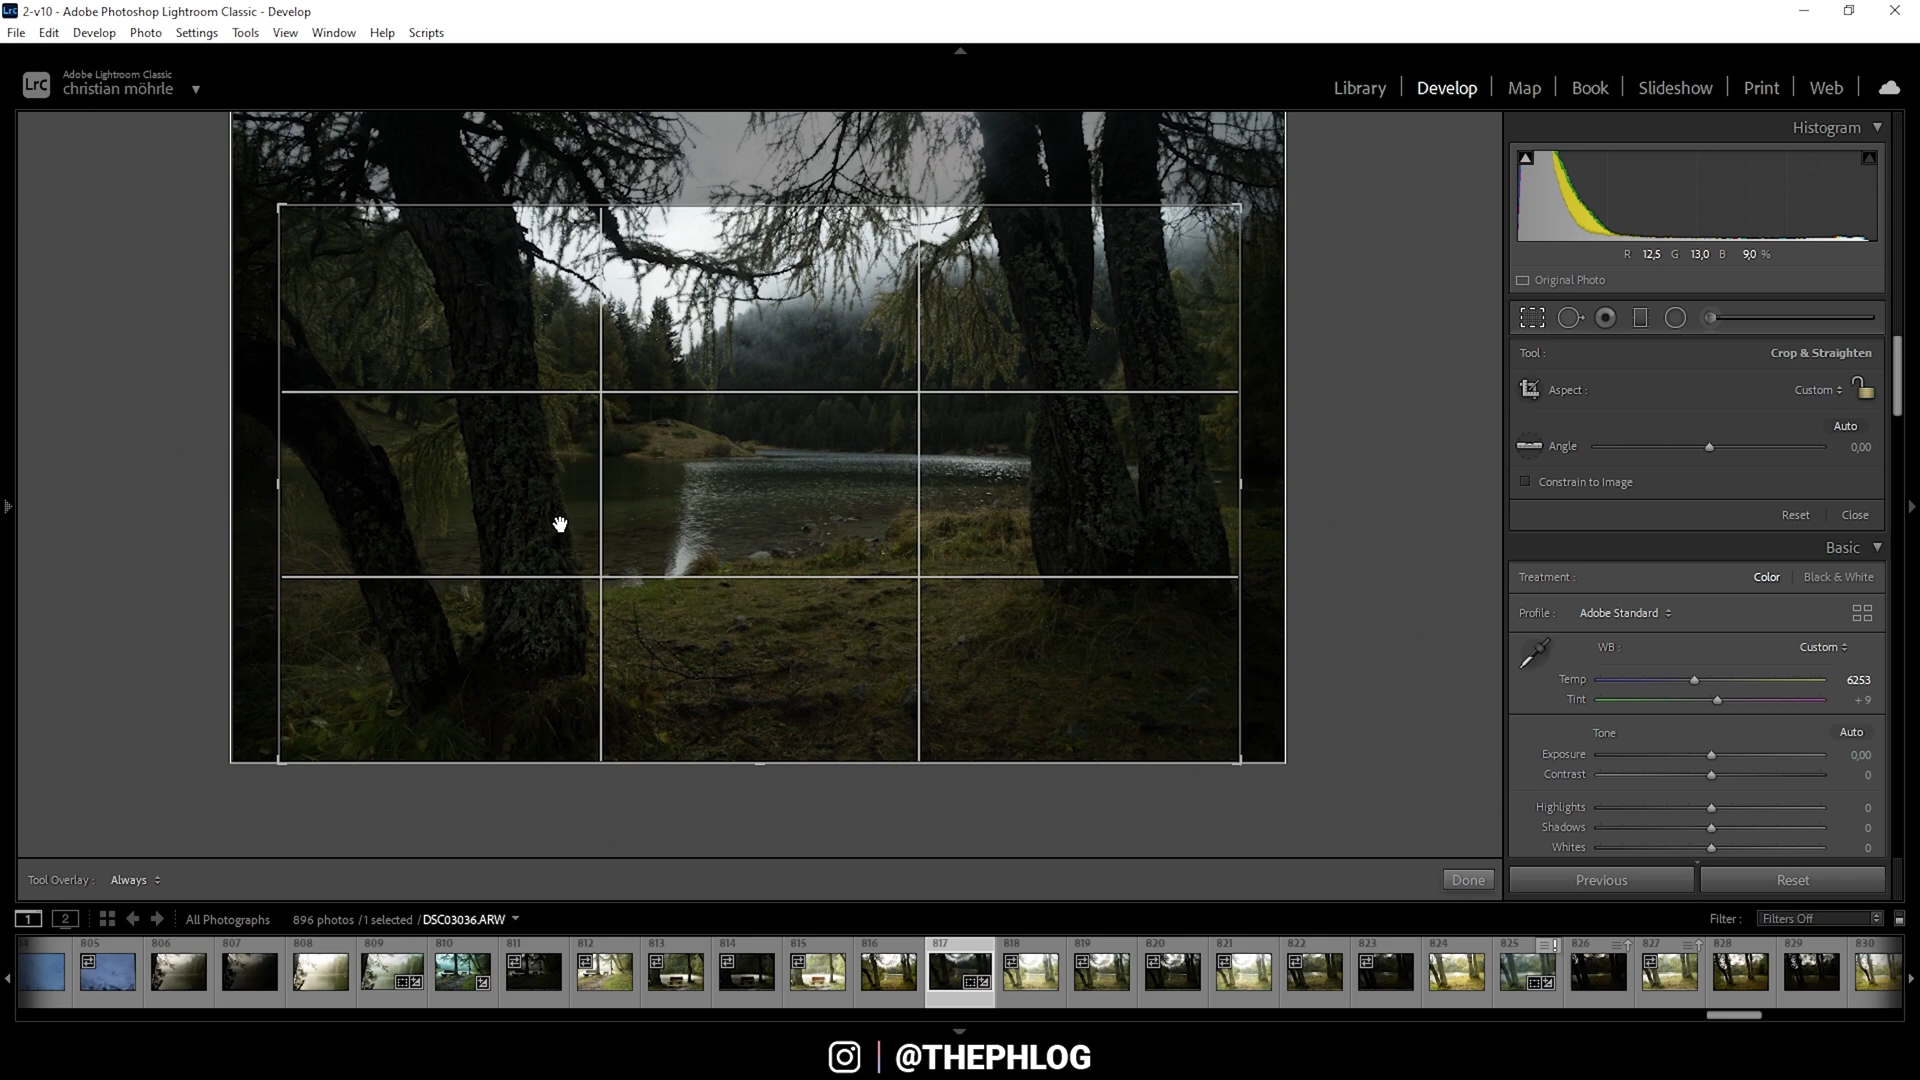 2-v10 - Adobe Photoshop Lightroom Classic - Develop
File Edit Develop Photo Settings Tools View Window Help Scripts
LrC Adobe Lightroom Classic
christian möhrle
Library Develop Map Book Slideshow Print Web
Histogram
R 12,5 G 13,0 B 9,0 %
Original Photo
Tool : Crop & Straighten
Aspect : Custom
Auto
Angle 0,00
Constrain to Image
Reset Close
Basic
Treatment : Color Black & White
Profile : Adobe Standard
WB : Custom
Temp 6253
Tint + 9
Tone Auto
Exposure 0,00
Contrast 0
Highlights 0
Shadows 0
Whites 0
Tool Overlay : Always Done Previous Reset
1 2 All Photographs 896 photos / 1 selected / DSC03036.ARW Filter : Filters Off
805 806 807 808 809 810 811 812 813 814 815 816 817 818 819 820 821 822 823 824 825 826 827 828 829 830
@THEPHLOG